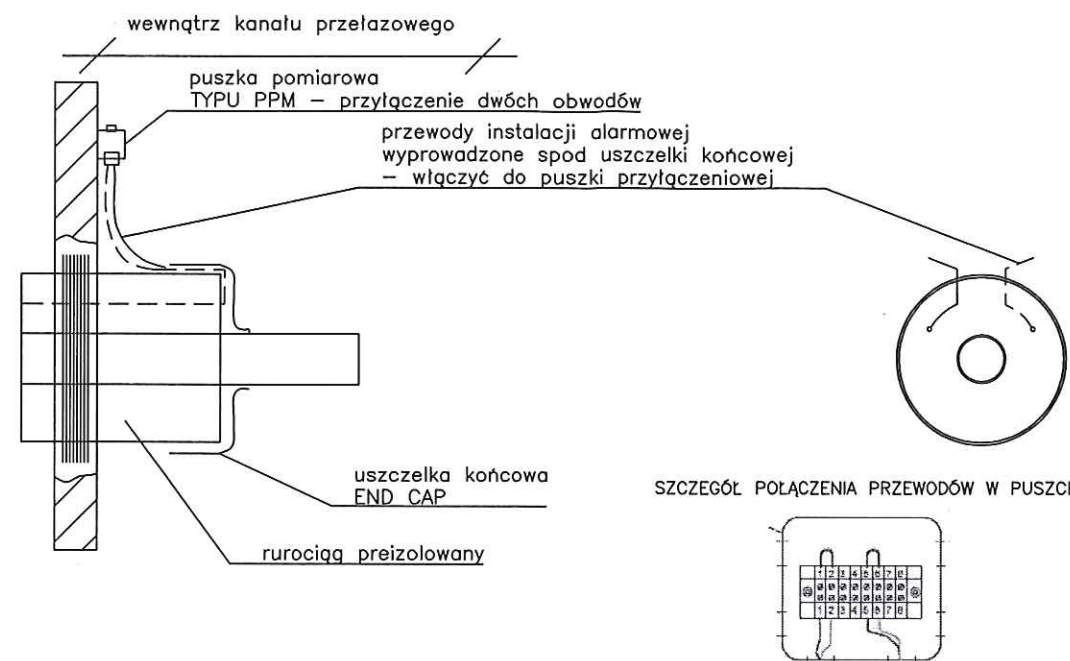 wewnątrz kanału przełazowego
puszka pomiarowa
TYPU PPM – przyłączenie dwóch obwodów
przewody instalacji alarmowej
wyprowadzone spod uszczelki końcowej
– włączyć do puszki przyłączeniowej
uszczelka końcowa
END CAP
rurociąg preizolowany
SZCZEGÓŁ POŁĄCZENIA PRZEWODÓW W PUSZC
1 2 3 4 5 6 7 8
1 2 3 4 5 6 7 8